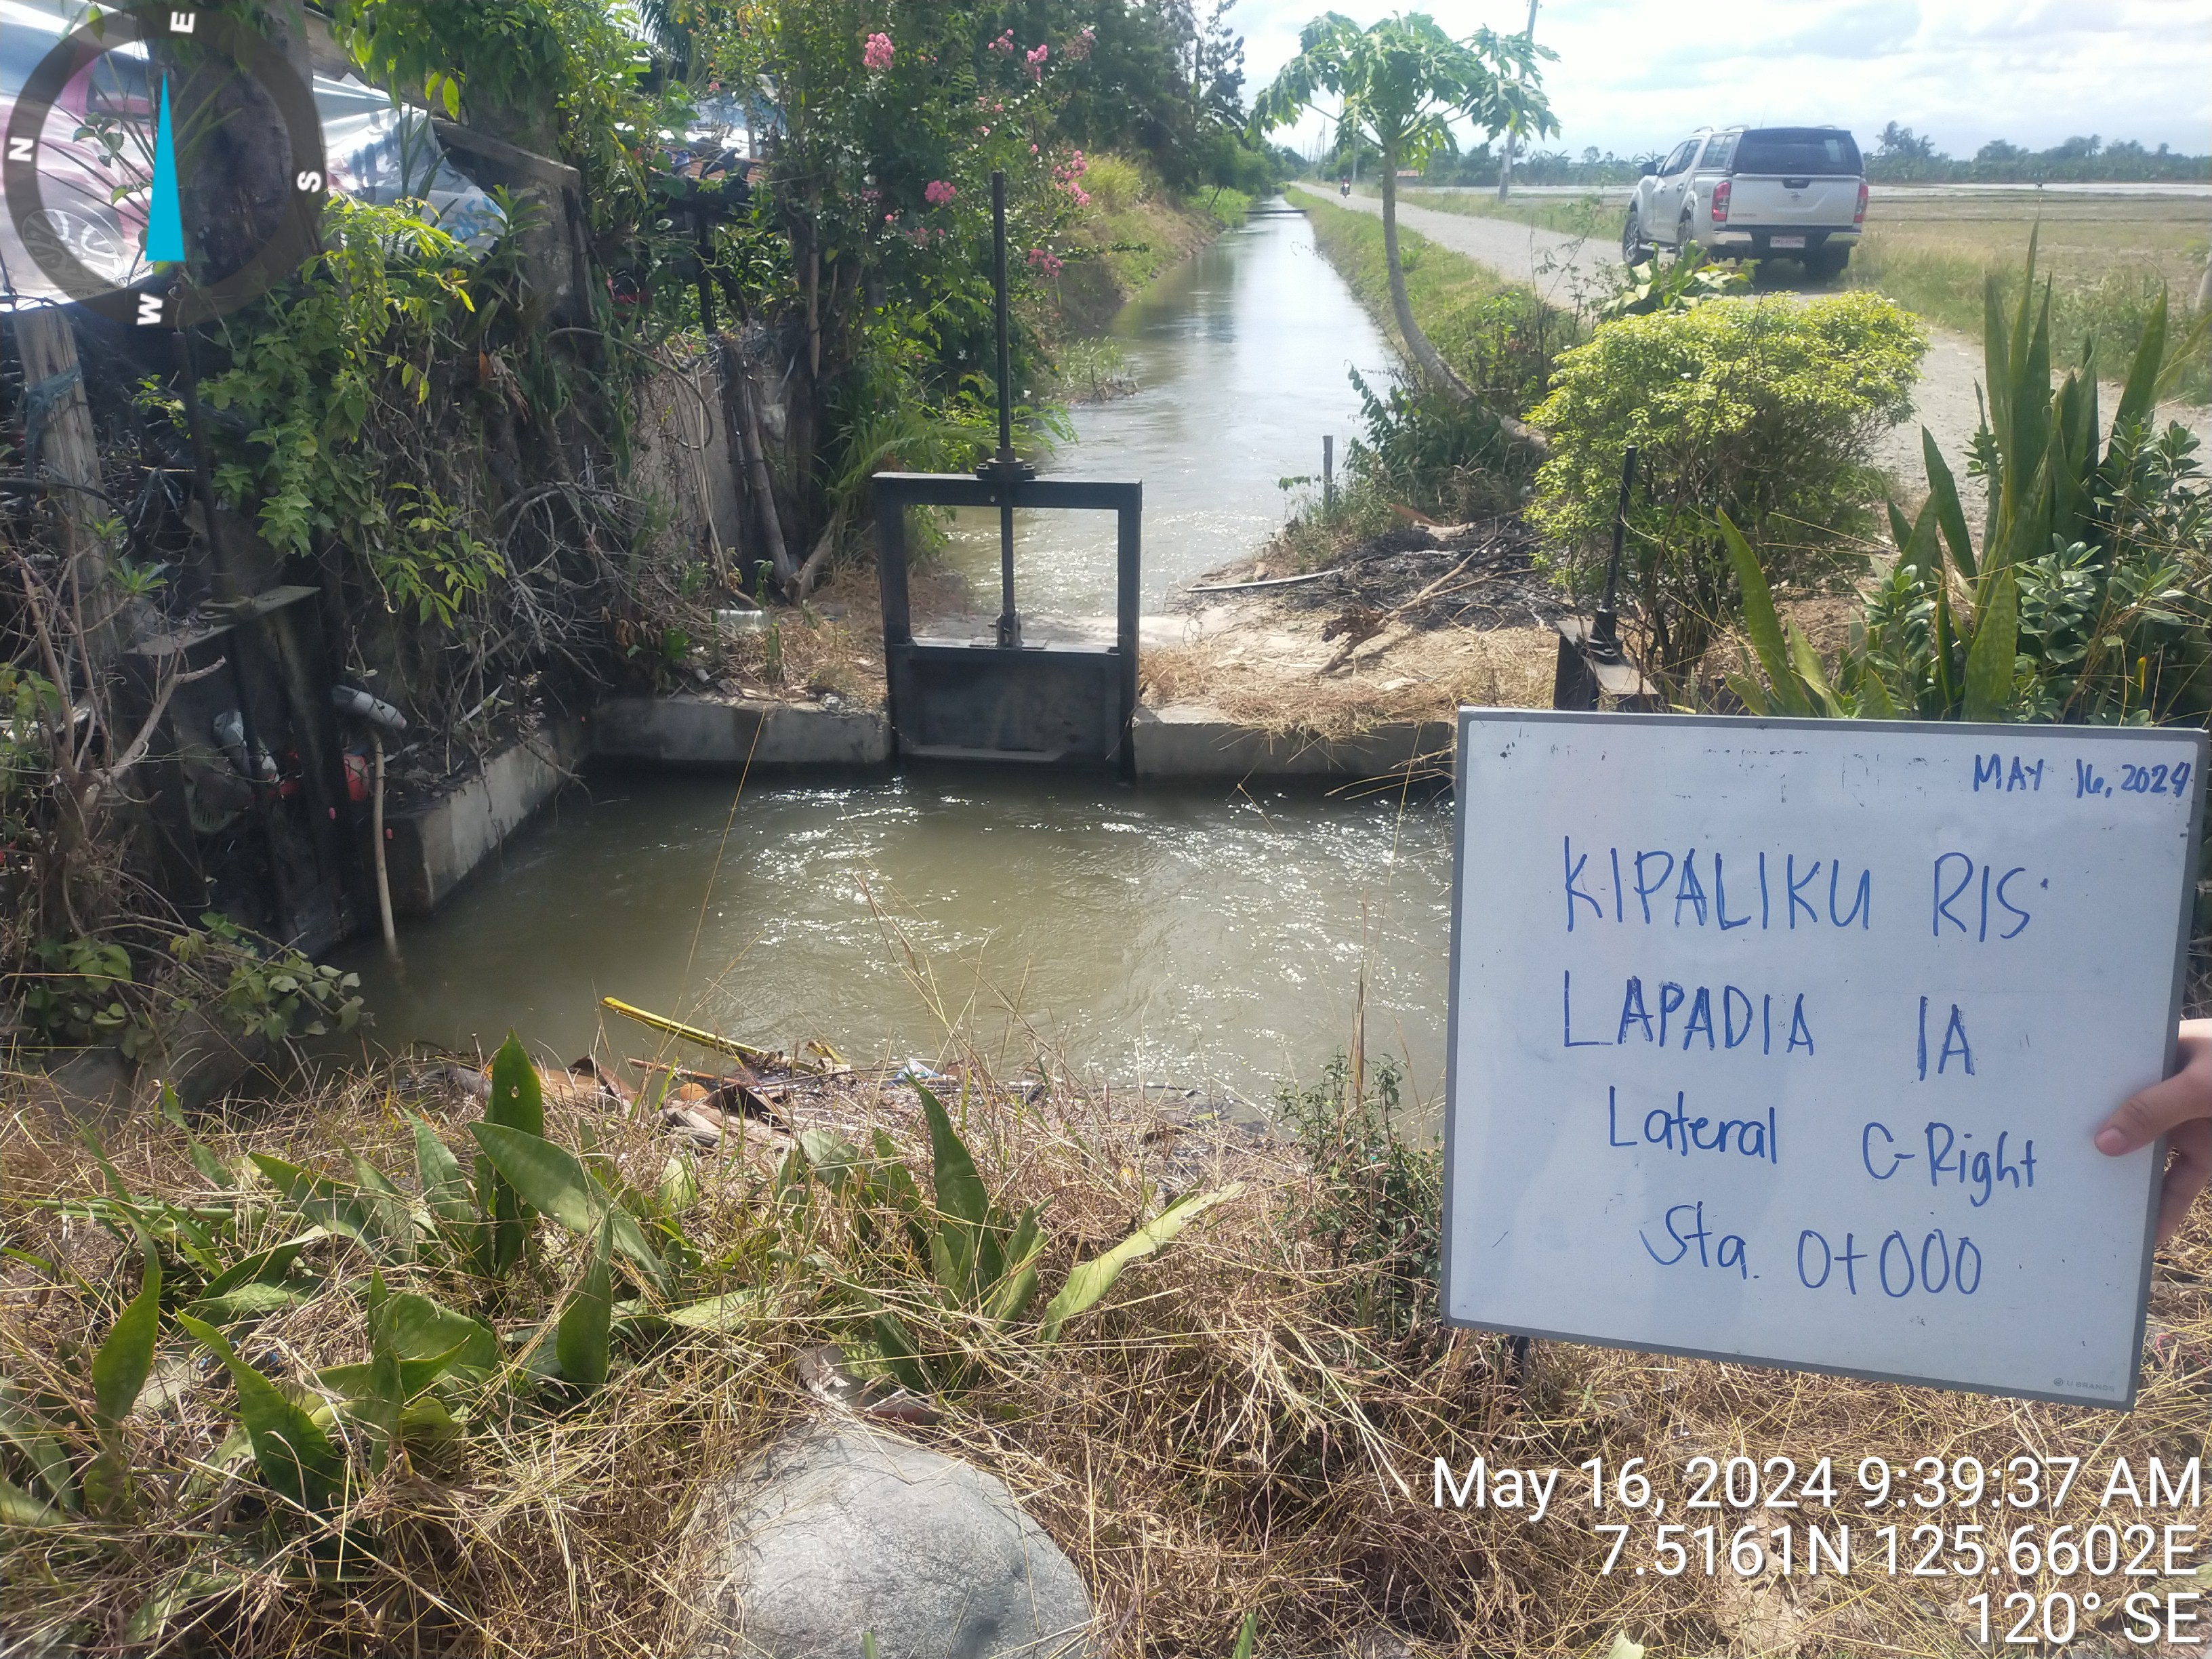 E
N
S
W
MAY 16, 2024
KIPALIKU RIS
LAPADIA IA
Lateral C-Right
Sta. 0+000
U BRANDS
May 16, 2024 9:39:37 AM
7.5161N 125.6602E
120° SE